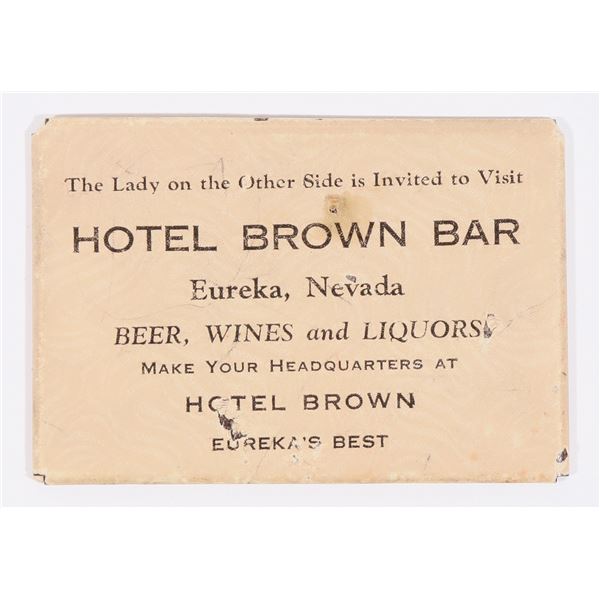 The Lady on the Other Side is Invited to Visit
HOTEL BROWN BAR
Eureka, Nevada
BEER, WINES and LIQUORS
MAKE YOUR HEADQUARTERS AT
HOTEL BROWN
EUREKA'S BEST